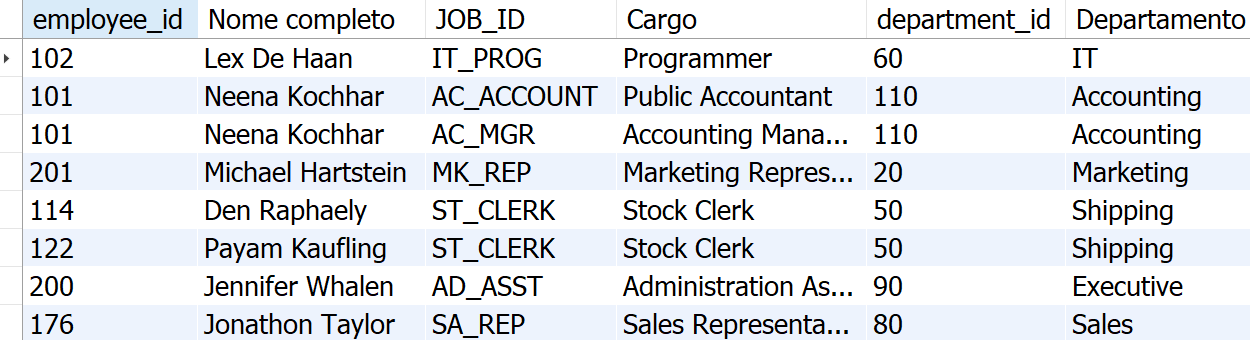 employee_id Nome completo JOB_ID Cargo department_id Departamento
102 Lex De Haan IT_PROG Programmer 60 IT
101 Neena Kochhar AC_ACCOUNT Public Accountant 110 Accounting
101 Neena Kochhar AC_MGR Accounting Mana... 110 Accounting
201 Michael Hartstein MK_REP Marketing Repres... 20 Marketing
114 Den Raphaely ST_CLERK Stock Clerk 50 Shipping
122 Payam Kaufling ST_CLERK Stock Clerk 50 Shipping
200 Jennifer Whalen AD_ASST Administration As... 90 Executive
176 Jonathon Taylor SA_REP Sales Representa... 80 Sales